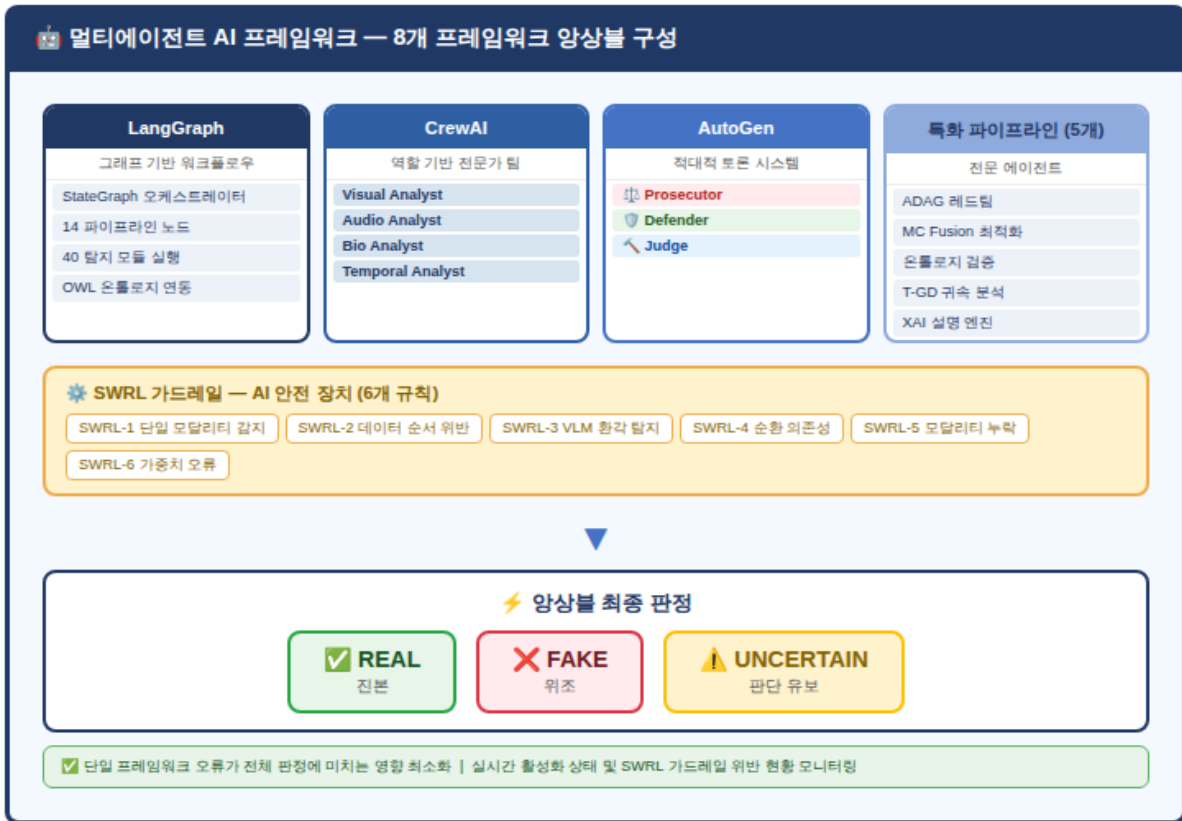 🤖 멀티에이전트 AI 프레임워크 — 8개 프레임워크 앙상블 구성
LangGraph
그래프 기반 워크플로우
StateGraph 오케스트레이터
14 파이프라인 노드
40 탐지 모듈 실행
OWL 온톨로지 연동
CrewAI
역할 기반 전문가 팀
Visual Analyst
Audio Analyst
Bio Analyst
Temporal Analyst
AutoGen
적대적 토론 시스템
⚖️ Prosecutor
🛡️ Defender
🔨 Judge
특화 파이프라인 (5개)
전문 에이전트
ADAG 레드팀
MC Fusion 최적화
온톨로지 검증
T-GD 귀속 분석
XAI 설명 엔진
⚙️ SWRL 가드레일 — AI 안전 장치 (6개 규칙)
SWRL-1 단일 모달리티 감지
SWRL-2 데이터 순서 위반
SWRL-3 VLM 환각 탐지
SWRL-4 순환 의존성
SWRL-5 모달리티 누락
SWRL-6 가중치 오류
▼
⚡ 앙상블 최종 판정
✅ REAL
진본
❌ FAKE
위조
⚠️ UNCERTAIN
판단 유보
✅ 단일 프레임워크 오류가 전체 판정에 미치는 영향 최소화 | 실시간 활성화 상태 및 SWRL 가드레일 위반 현황 모니터링